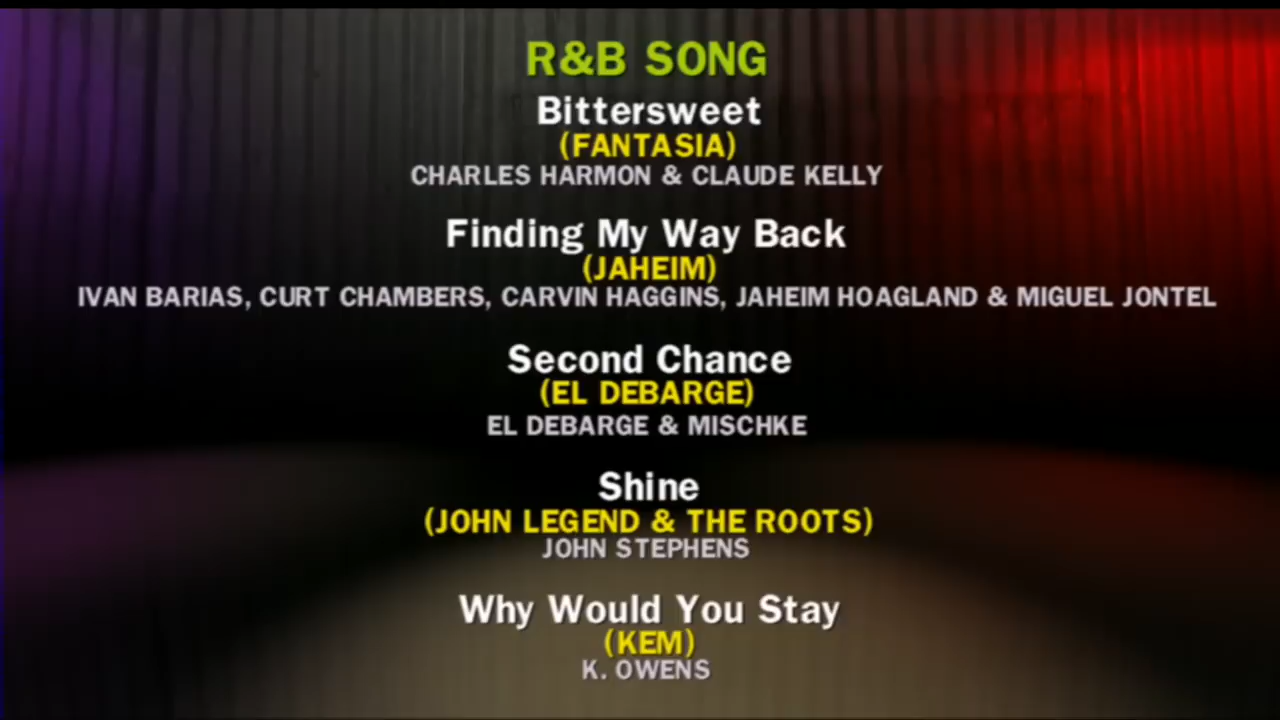 R&B SONG
Bittersweet
(FANTASIA)
CHARLES HARMON & CLAUDE KELLY
Finding My Way Back
(JAHEIM)
IVAN BARIAS, CURT CHAMBERS, CARVIN HAGGINS, JAHEIM HOAGLAND & MIGUEL JONTEL
Second Chance
(EL DEBARGE)
EL DEBARGE & MISCHKE
Shine
(JOHN LEGEND & THE ROOTS)
JOHN STEPHENS
Why Would You Stay
(KEM)
K. OWENS